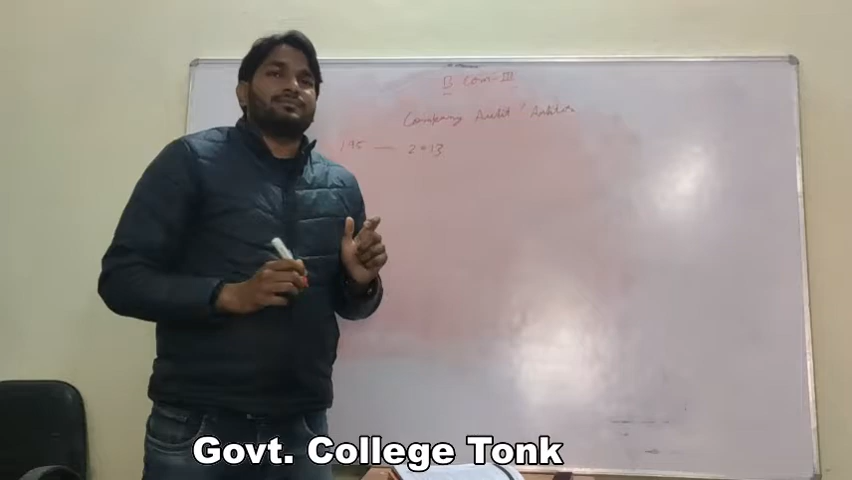 B Com-III
Company Audit / Auditor
195 — 2013
Govt. College Tonk